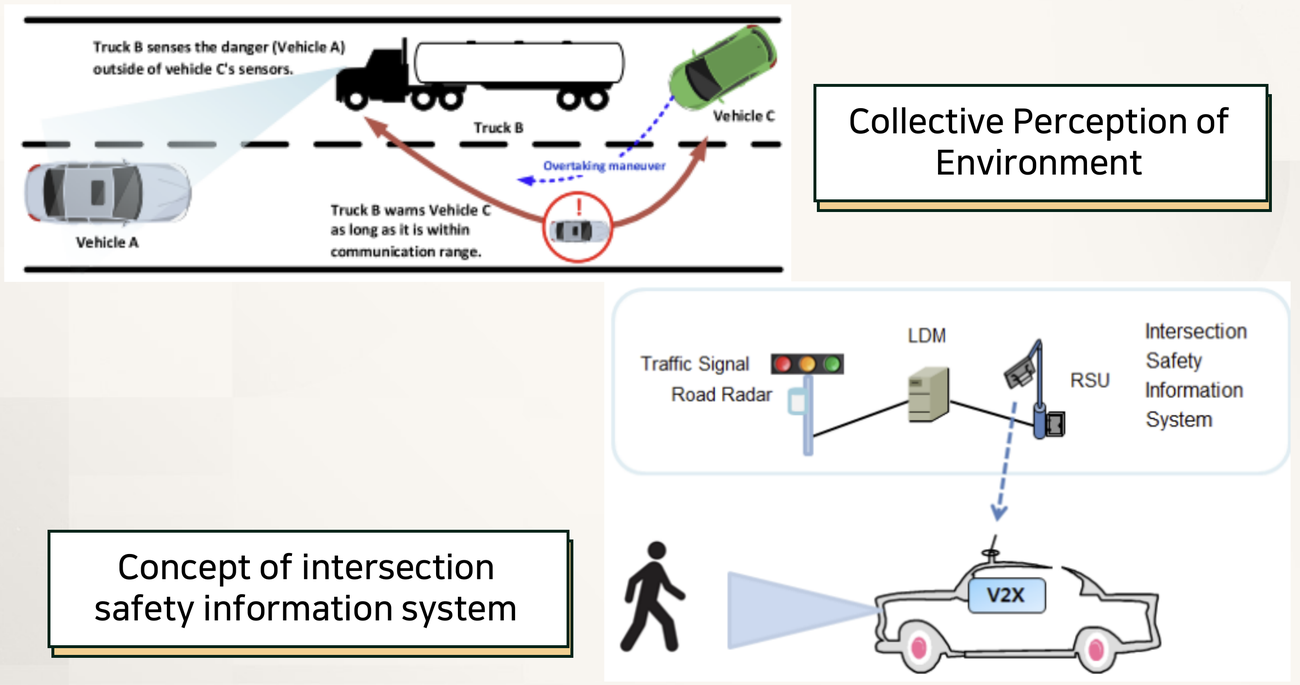 Truck B senses the danger (Vehicle A)
outside of vehicle C's sensors.
Truck B
Vehicle C
Overtaking maneuver
Truck B warns Vehicle C
as long as it is within
communication range.
!
Vehicle A
Collective Perception of
Environment
Traffic Signal
Road Radar
LDM
RSU
Intersection
Safety
Information
System
V2X
Concept of intersection
safety information system